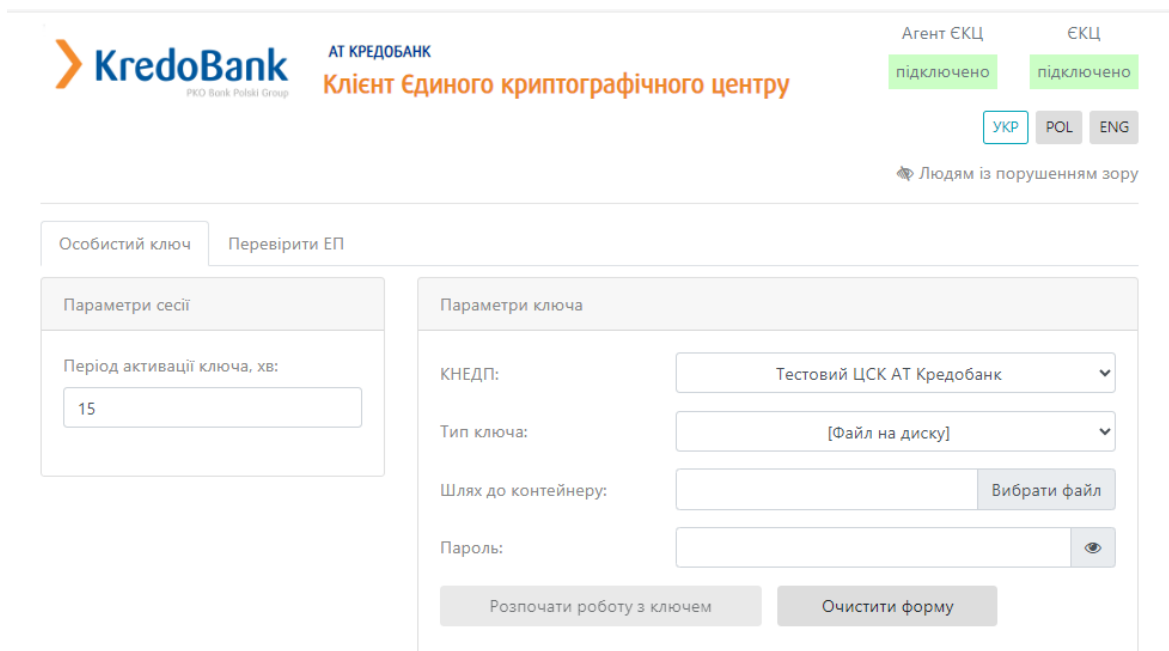 KredoBank
PKO Bank Polski Group
АТ КРЕДОБАНК
Клієнт Єдиного криптографічного центру
Агент ЄКЦ ЄКЦ
підключено підключено
УКР POL ENG
Людям із порушенням зору
Особистий ключ Перевірити ЕП
Параметри сесії
Період активації ключа, хв:
15
Параметри ключа
КНЕДП: Тестовий ЦСК АТ Кредобанк
Тип ключа: [Файл на диску]
Шлях до контейнеру: Вибрати файл
Пароль:
Розпочати роботу з ключем Очистити форму